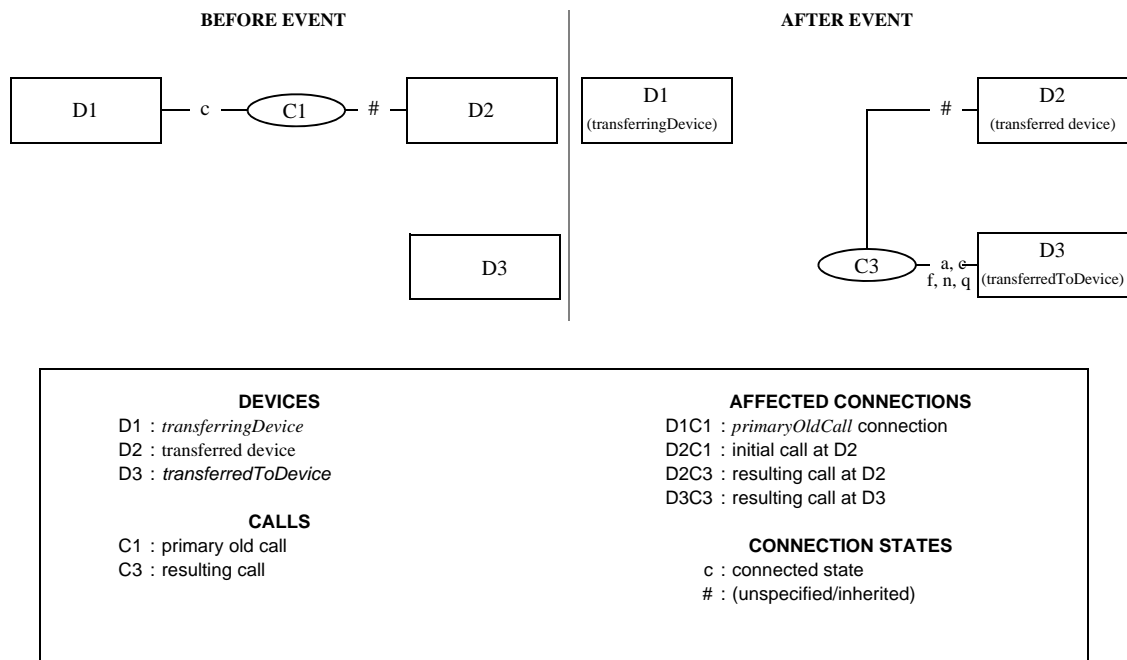 BEFORE EVENT
AFTER EVENT
D1
c
C1
#
D2
D3
D1
(transferringDevice)
#
D2
(transferred device)
C3
a, c
f, n, q
D3
(transferredToDevice)
DEVICES
D1 : transferringDevice
D2 : transferred device
D3 : transferredToDevice
CALLS
C1 : primary old call
C3 : resulting call
AFFECTED CONNECTIONS
D1C1 : primaryOldCall connection
D2C1 : initial call at D2
D2C3 : resulting call at D2
D3C3 : resulting call at D3
CONNECTION STATES
c : connected state
# : (unspecified/inherited)